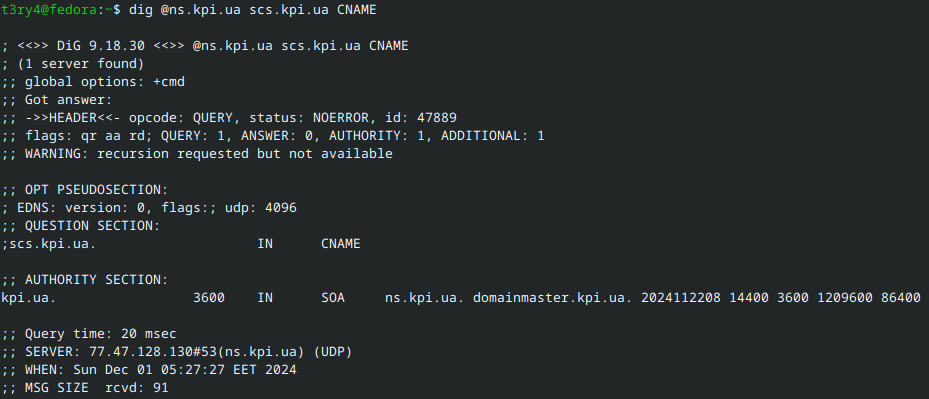 t3ry4@fedora:~$ dig @ns.kpi.ua scs.kpi.ua CNAME

; <<>> DiG 9.18.30 <<>> @ns.kpi.ua scs.kpi.ua CNAME
; (1 server found)
;; global options: +cmd
;; Got answer:
;; ->>HEADER<<- opcode: QUERY, status: NOERROR, id: 47889
;; flags: qr aa rd; QUERY: 1, ANSWER: 0, AUTHORITY: 1, ADDITIONAL: 1
;; WARNING: recursion requested but not available

;; OPT PSEUDOSECTION:
; EDNS: version: 0, flags:; udp: 4096
;; QUESTION SECTION:
;scs.kpi.ua.                    IN      CNAME

;; AUTHORITY SECTION:
kpi.ua.                 3600    IN      SOA     ns.kpi.ua. domainmaster.kpi.ua. 2024112208 14400 3600 1209600 86400

;; Query time: 20 msec
;; SERVER: 77.47.128.130#53(ns.kpi.ua) (UDP)
;; WHEN: Sun Dec 01 05:27:27 EET 2024
;; MSG SIZE  rcvd: 91